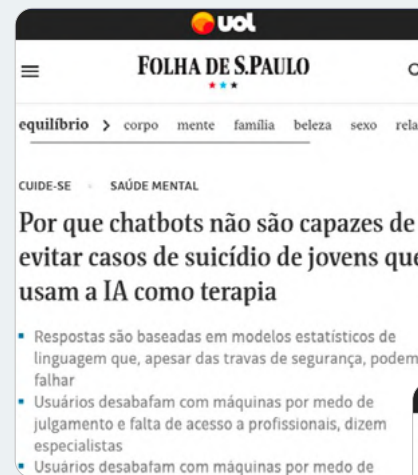 uol
FOLHA DE S.PAULO
equilíbrio > corpo mente família beleza sexo
CUIDE-SE SAÚDE MENTAL
Por que chatbots não são capazes de
evitar casos de suicídio de jovens que
usam a IA como terapia
Respostas são baseadas em modelos estatísticos de
linguagem que, apesar das travas de segurança, podem
falhar
Usuários desabafam com máquinas por medo de
julgamento e falta de acesso a profissionais, dizem
especialistas
Usuários desabafam com máquinas por medo de